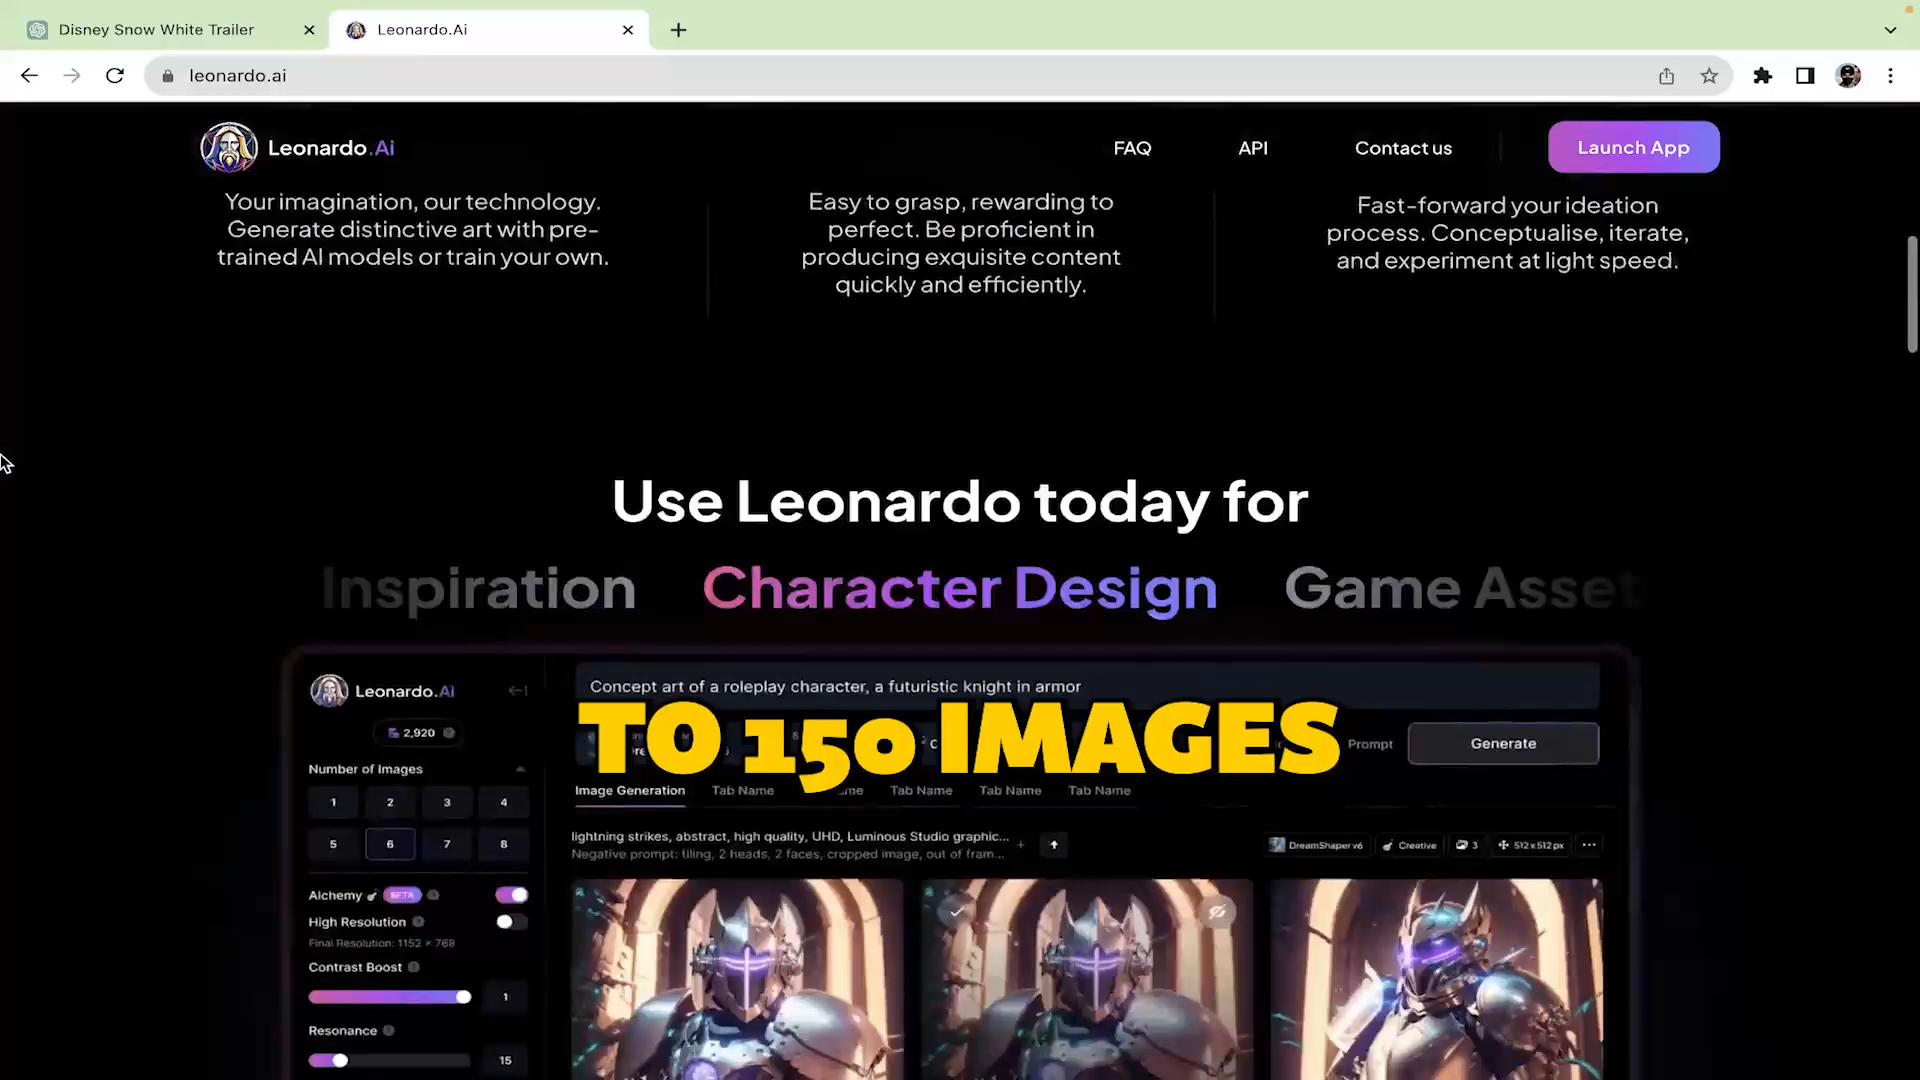 Disney Snow White Trailer
Leonardo.Ai
leonardo.ai
Leonardo.Ai
FAQ
API
Contact us
Launch App
Your imagination, our technology.
Generate distinctive art with pre-
trained AI models or train your own.
Easy to grasp, rewarding to
perfect. Be proficient in
producing exquisite content
quickly and efficiently.
Fast-forward your ideation
process. Conceptualise, iterate,
and experiment at light speed.
Use Leonardo today for
Inspiration
Character Design
Game Asset
Leonardo.Ai
2,920
Number of Images
1 2 3 4
5 6 7 8
Alchemy BETA
High Resolution
Final Resolution: 1152 × 768
Contrast Boost
1
Resonance
15
Concept art of a roleplay character, a futuristic knight in armor
TO 150 IMAGES
Prompt
Generate
Image Generation
Tab Name
Tab Name
Tab Name
Tab Name
lightning strikes, abstract, high quality, UHD, Luminous Studio graphic...
Negative prompt: tiling, 2 heads, 2 faces, cropped image, out of fram...
DreamShaper v6
Creative
3
512 x 512 px